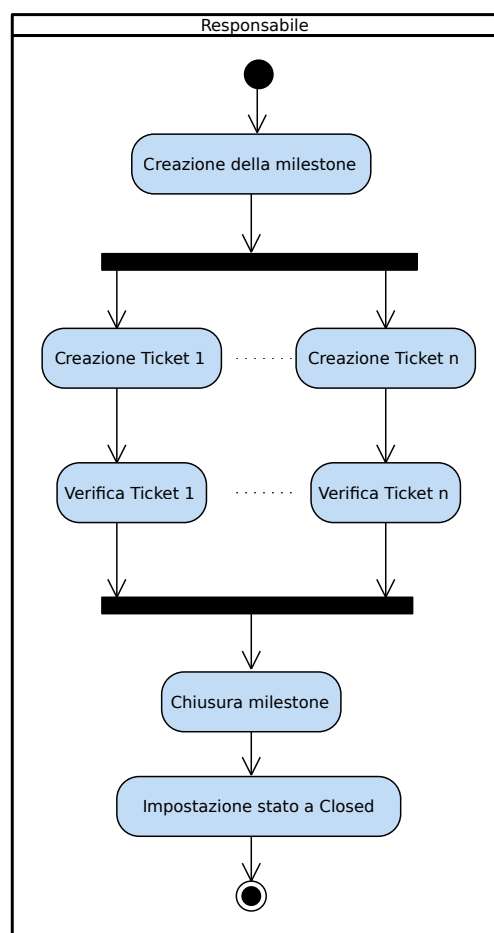 Responsabile
Creazione della milestone
Creazione Ticket 1
Creazione Ticket n
Verifica Ticket 1
Verifica Ticket n
Chiusura milestone
Impostazione stato a Closed